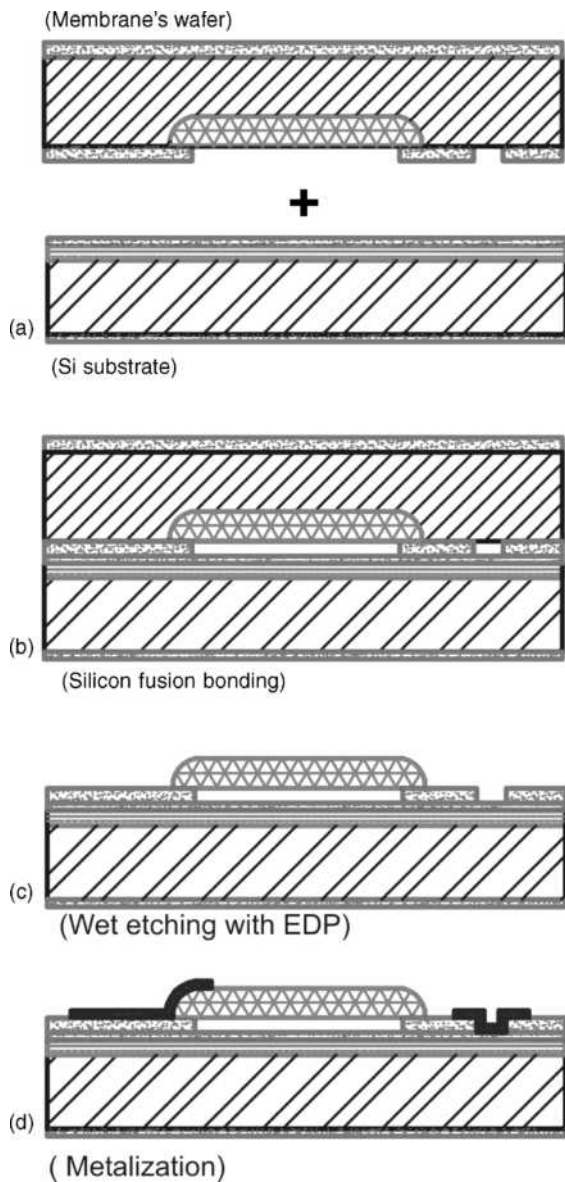 (Membrane's wafer)
+
(a)
(Si substrate)
(b)
(Silicon fusion bonding)
(c)
(Wet etching with EDP)
(d)
( Metalization)